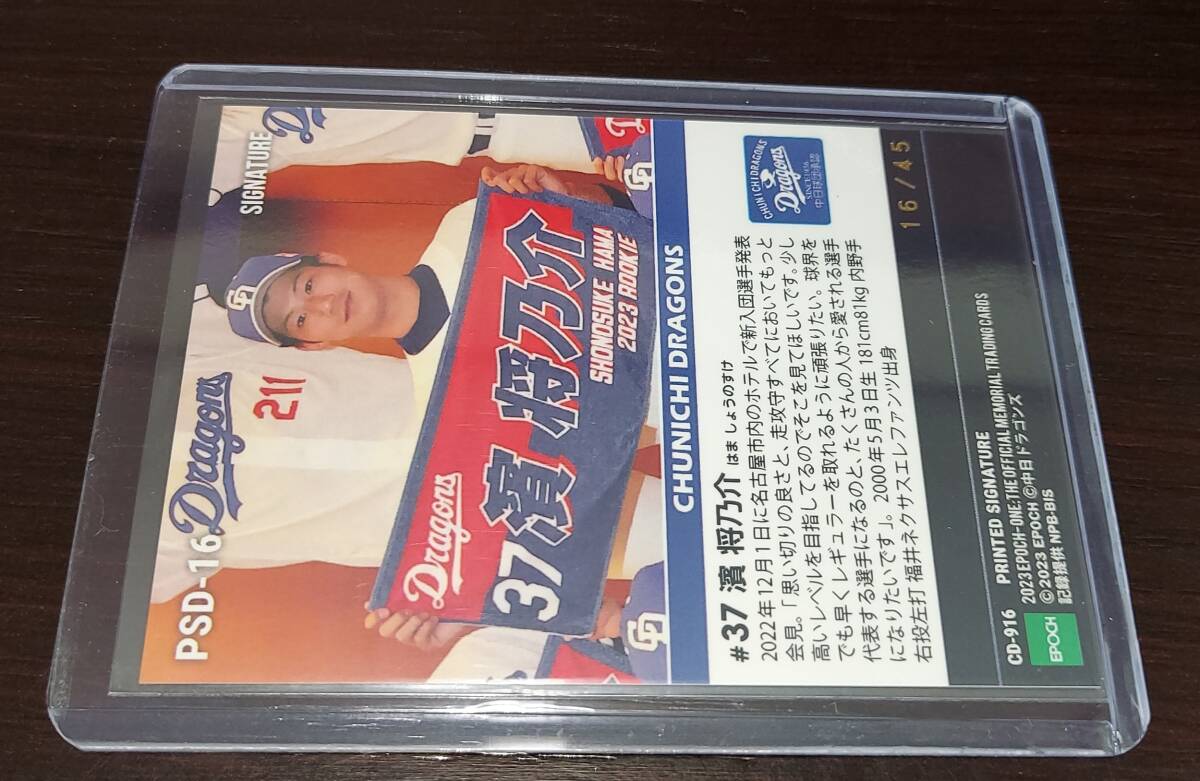 PSD-16
SIGNATURE
Dragons
D
211
Dragons
37 濱 将乃介
SHONOSUKE HAMA
2023 ROOKIE
CHUNICHI DRAGONS
#37 濱 将乃介 はま しょうのすけ
CHUNICHI DRAGONS
Dragons
SINCE 1936
中日球団承認
2022年12月1日に名古屋市内のホテルで新入団選手発表
会見。「思い切りの良さと、走攻守すべてにおいてもっと
高いレベルを目指してるのでそこを見てほしいです。少し
でも早くレギュラーを取れるように頑張りたい。球界を
代表する選手になるのと、たくさんの人から愛される選手
になりたいです」。2000年5月3日生 181cm81kg 内野手
右投左打 福井ネクサスエレファンツ出身
16/45
CD-916 PRINTED SIGNATURE
2023 EPOCH-ONE: THE OFFICIAL MEMORIAL TRADING CARDS
EPOCH
©2023 EPOCH ©中日ドラゴンズ
記録提供 NPB-BIS